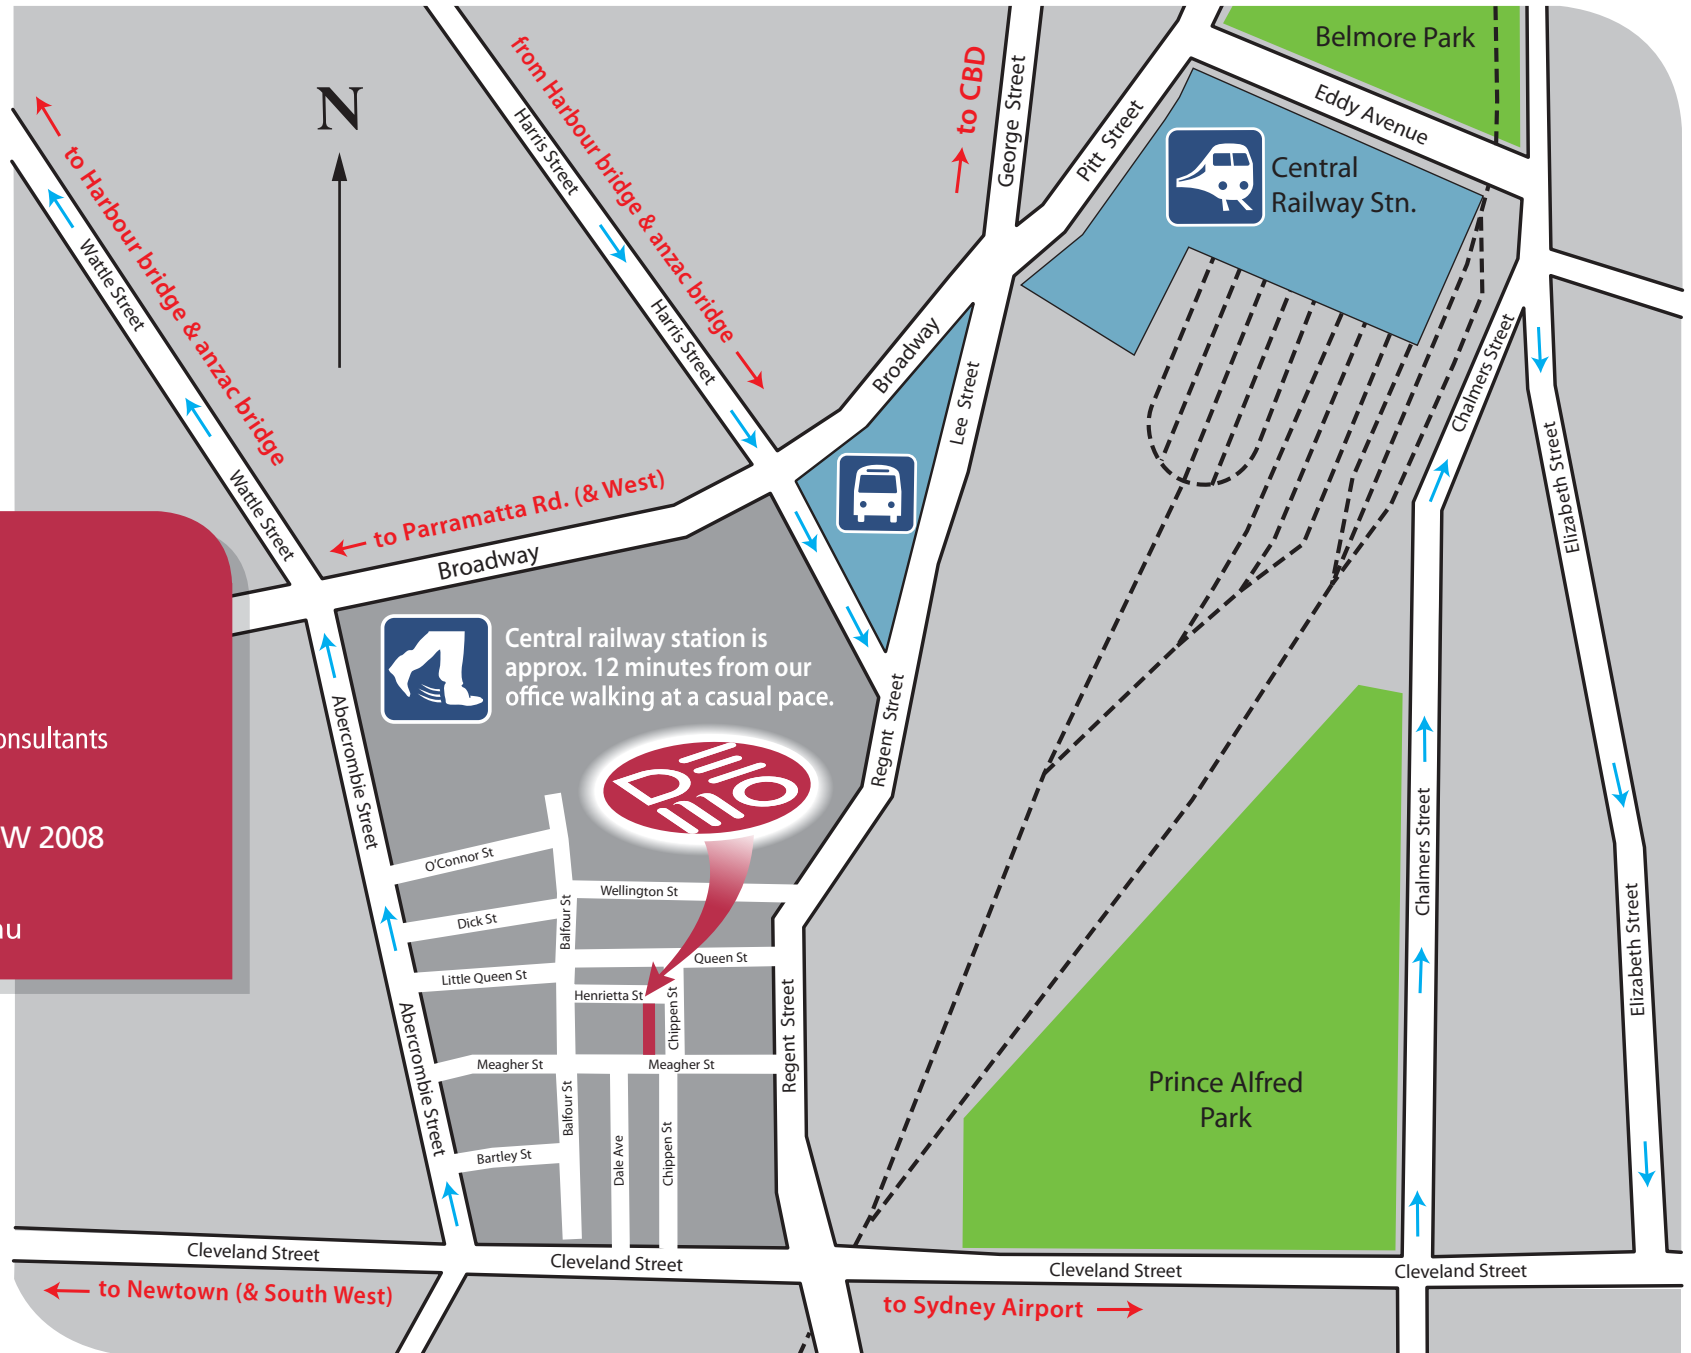 Belmore Park
Eddy Avenue
Central
Railway Stn.
N
to CBD
George Street
Pitt Street
from Harbour bridge & anzac bridge
Harris Street
Harris Street
to Harbour bridge & anzac bridge
Wattle Street
Wattle Street
Broadway
Lee Street
Chalmers Street
Elizabeth Street
to Parramatta Rd. (& West)
Broadway
Central railway station is
approx. 12 minutes from our
office walking at a casual pace.
DEMO
onsultants
W 2008
Abercrombie Street
Regent Street
O'Connor St
Wellington St
Dick St
Balfour St
Queen St
Little Queen St
Henrietta St
Chippen St
Abercrombie Street
Meagher St
Meagher St
Regent Street
Balfour St
Dale Ave
Chippen St
Bartley St
Chalmers Street
Elizabeth Street
Prince Alfred
Park
Cleveland Street
Cleveland Street
Cleveland Street
Cleveland Street
to Newtown (& South West)
to Sydney Airport